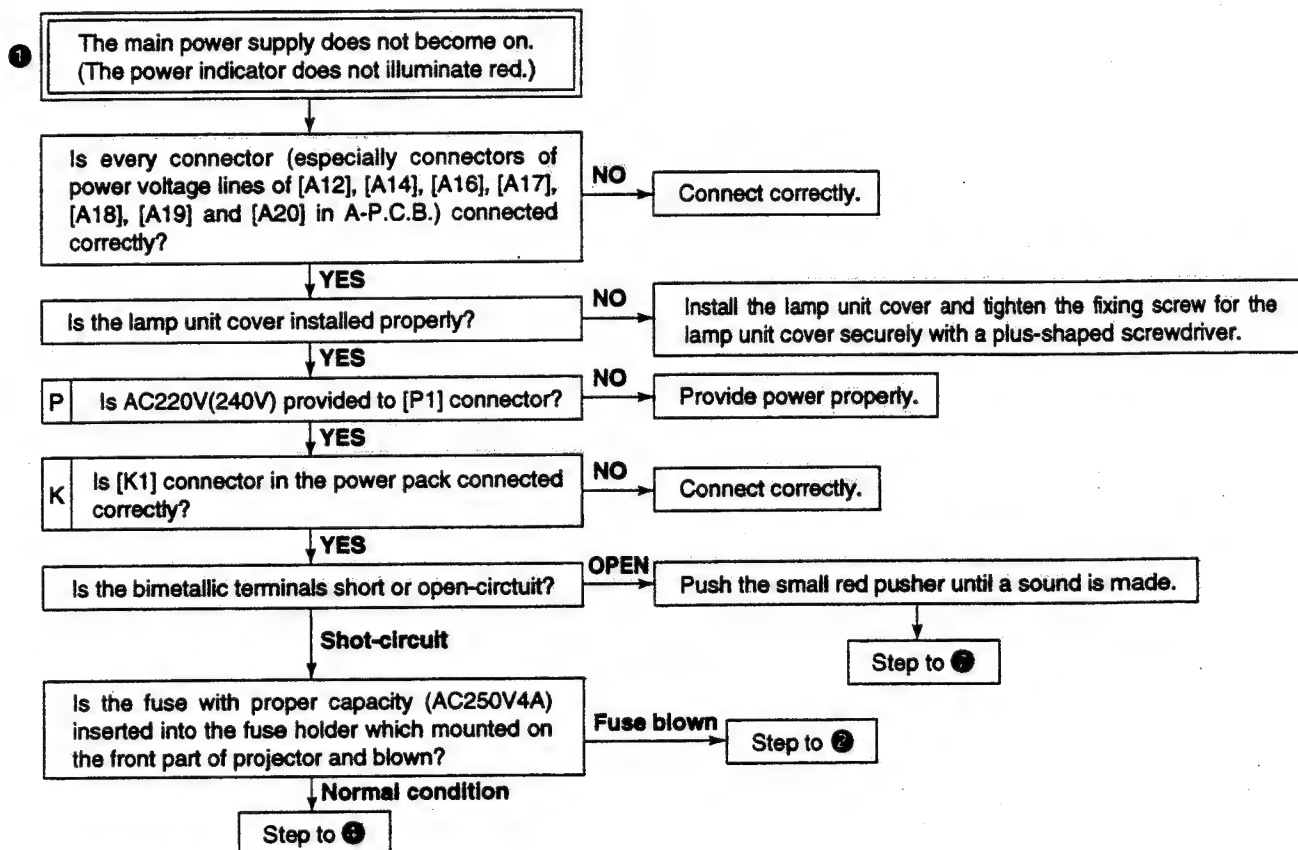 ❶
The main power supply does not become on.
(The power indicator does not illuminate red.)
Is every connector (especially connectors of
power voltage lines of [A12], [A14], [A16], [A17],
[A18], [A19] and [A20] in A-P.C.B.) connected
correctly?
NO
Connect correctly.
YES
Is the lamp unit cover installed properly?
NO
Install the lamp unit cover and tighten the fixing screw for the
lamp unit cover securely with a plus-shaped screwdriver.
YES
P
Is AC220V(240V) provided to [P1] connector?
NO
Provide power properly.
YES
K
Is [K1] connector in the power pack connected
correctly?
NO
Connect correctly.
YES
Is the bimetallic terminals short or open-circtuit?
OPEN
Push the small red pusher until a sound is made.
Step to
Shot-circuit
Is the fuse with proper capacity (AC250V4A)
inserted into the fuse holder which mounted on
the front part of projector and blown?
Fuse blown
Step to ❷
Normal condition
Step to